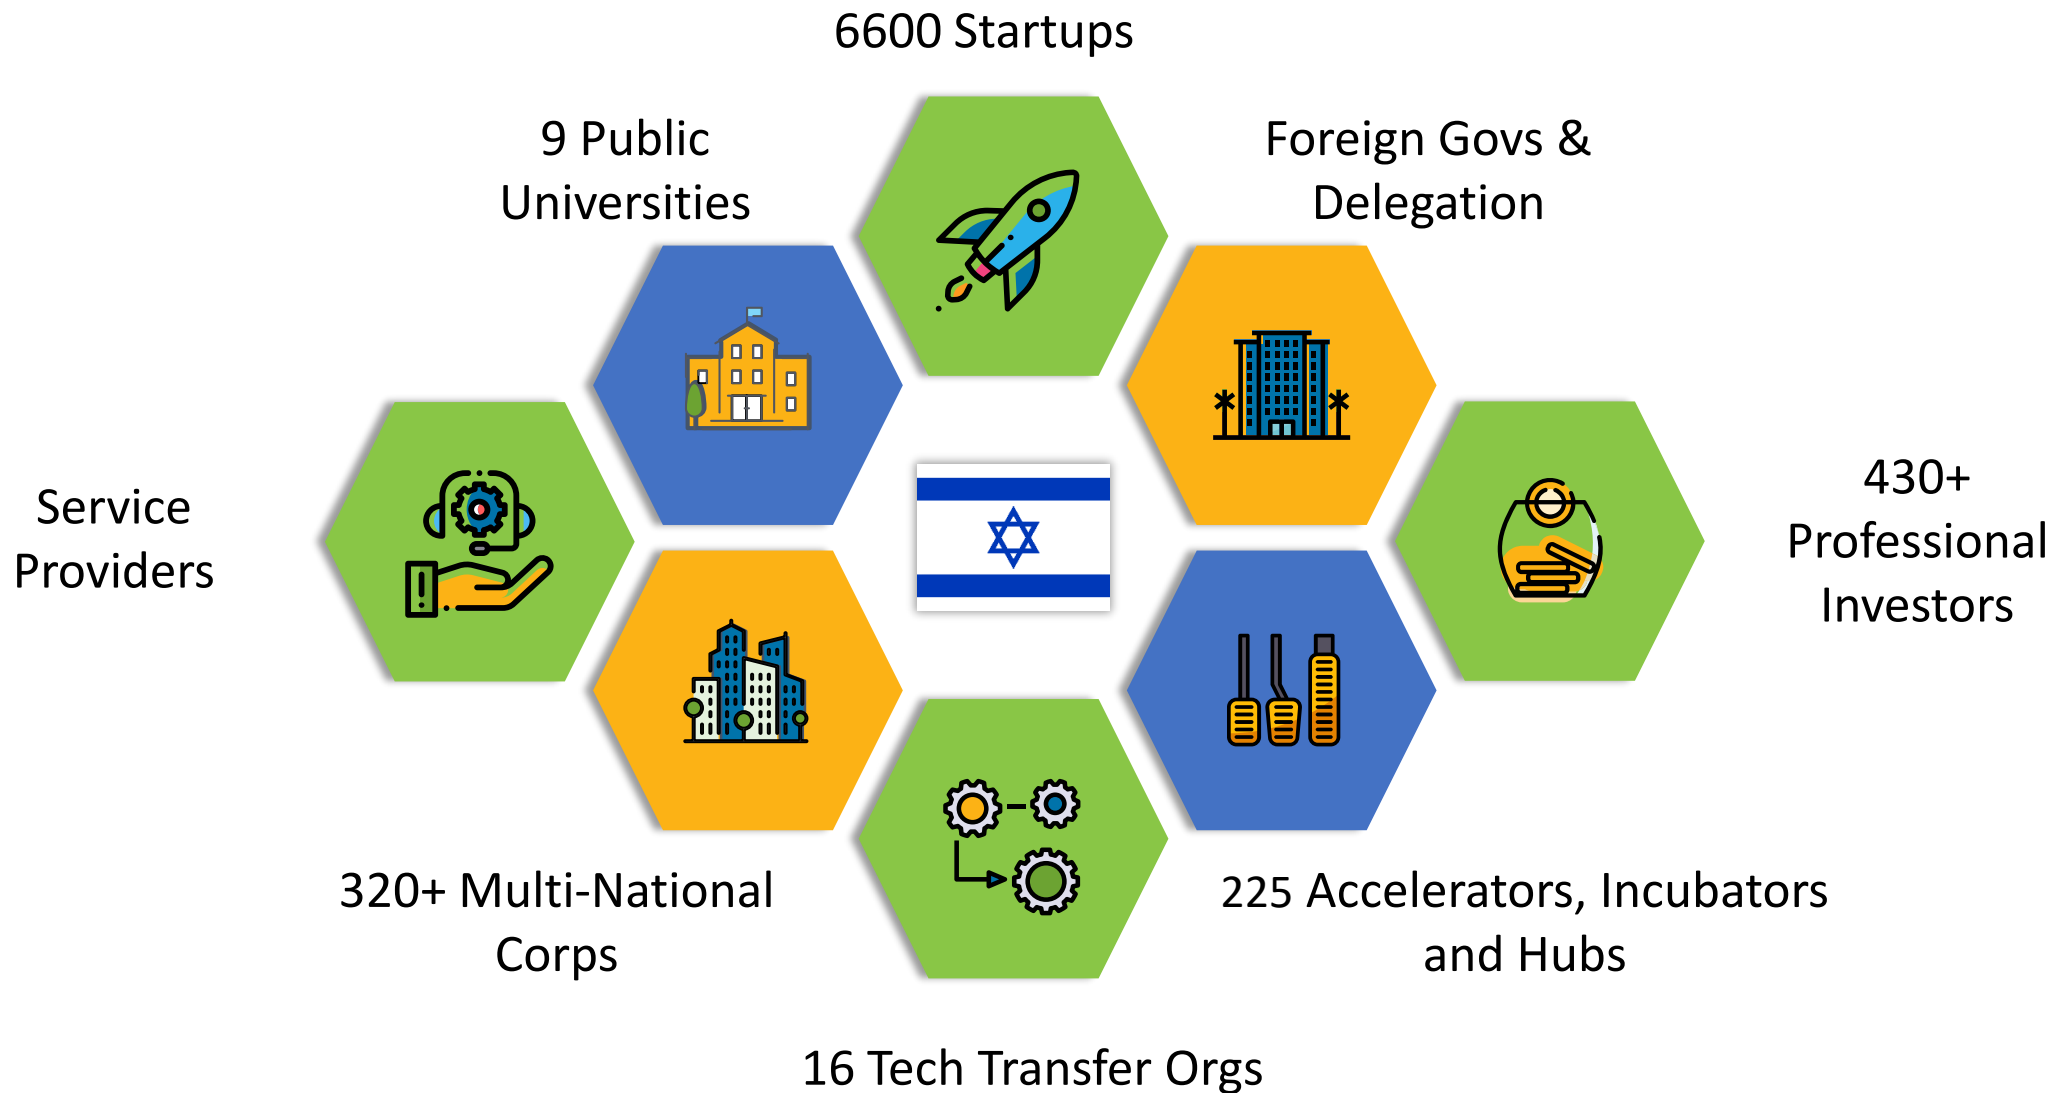 6600 Startups
9 Public
Universities
Foreign Govs &
Delegation
Service
Providers
430+
Professional
Investors
320+ Multi-National
Corps
225 Accelerators, Incubators
and Hubs
16 Tech Transfer Orgs